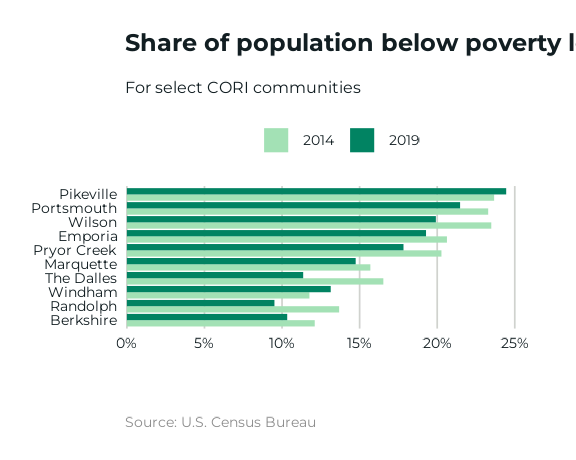 Share of population below poverty l
For select CORI communities
2014 2019
Pikeville
Portsmouth
Wilson
Emporia
Pryor Creek
Marquette
The Dalles
Windham
Randolph
Berkshire
0% 5% 10% 15% 20% 25%
Source: U.S. Census Bureau